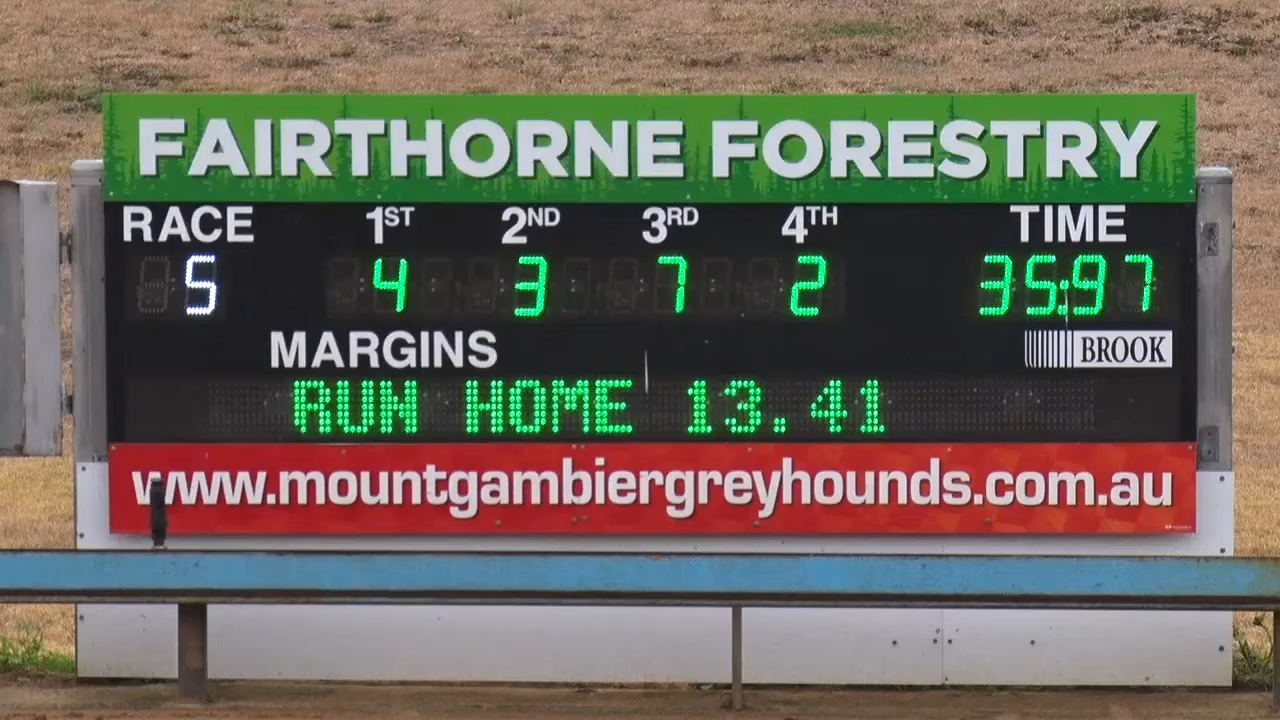 FAIRTHORNE FORESTRY
RACE 1ST 2ND 3RD 4TH TIME
5 4 3 7 2 35:97
MARGINS BROOK
RUN HOME 13.41
www.mountgambiergreyhounds.com.au